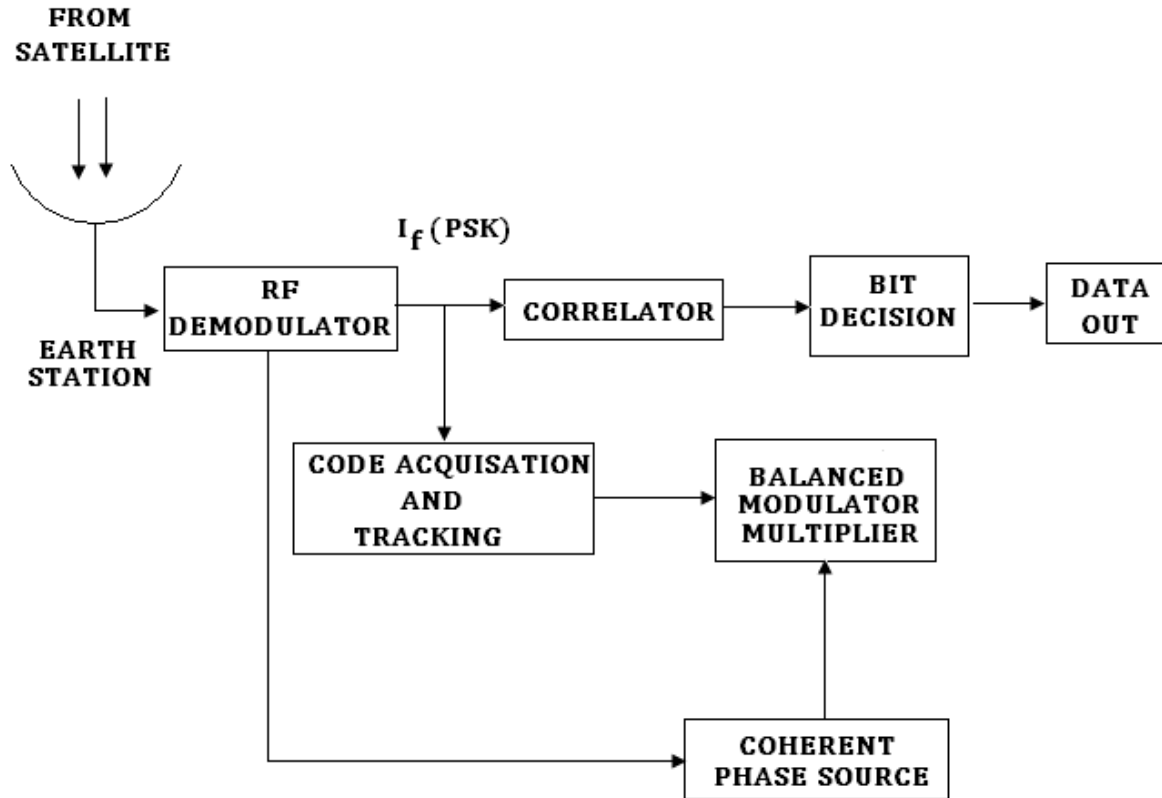 FROM
SATELLITE
I_f (PSK)
RF
DEMODULATOR
CORRELATOR
BIT
DECISION
DATA
OUT
EARTH
STATION
CODE ACQUISATION
AND
TRACKING
BALANCED
MODULATOR
MULTIPLIER
COHERENT
PHASE SOURCE